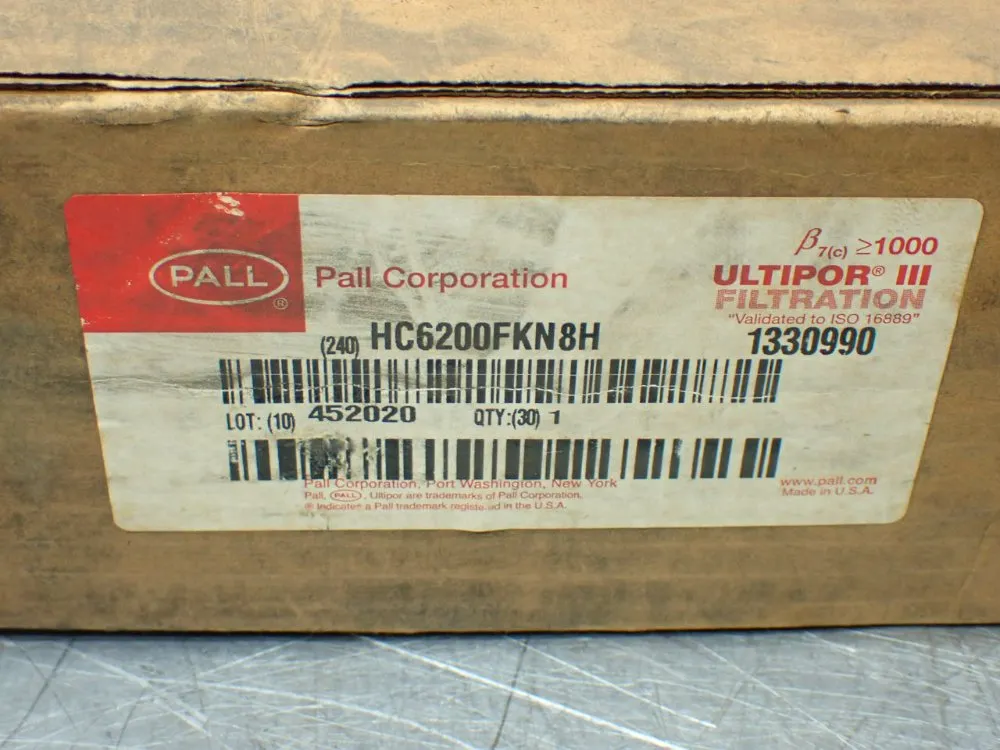 PALL
®
Pall Corporation
β7(c) ≥1000
ULTIPOR® III
FILTRATION
"Validated to ISO 16889"
(240) HC6200FKN8H
1330990
LOT: (10) 452020 QTY:(30) 1
Pall Corporation, Port Washington, New York
Pall, PALL, Ultipor are trademarks of Pall Corporation.
® Indicates a Pall trademark registered in the U.S.A.
www.pall.com
Made in U.S.A.